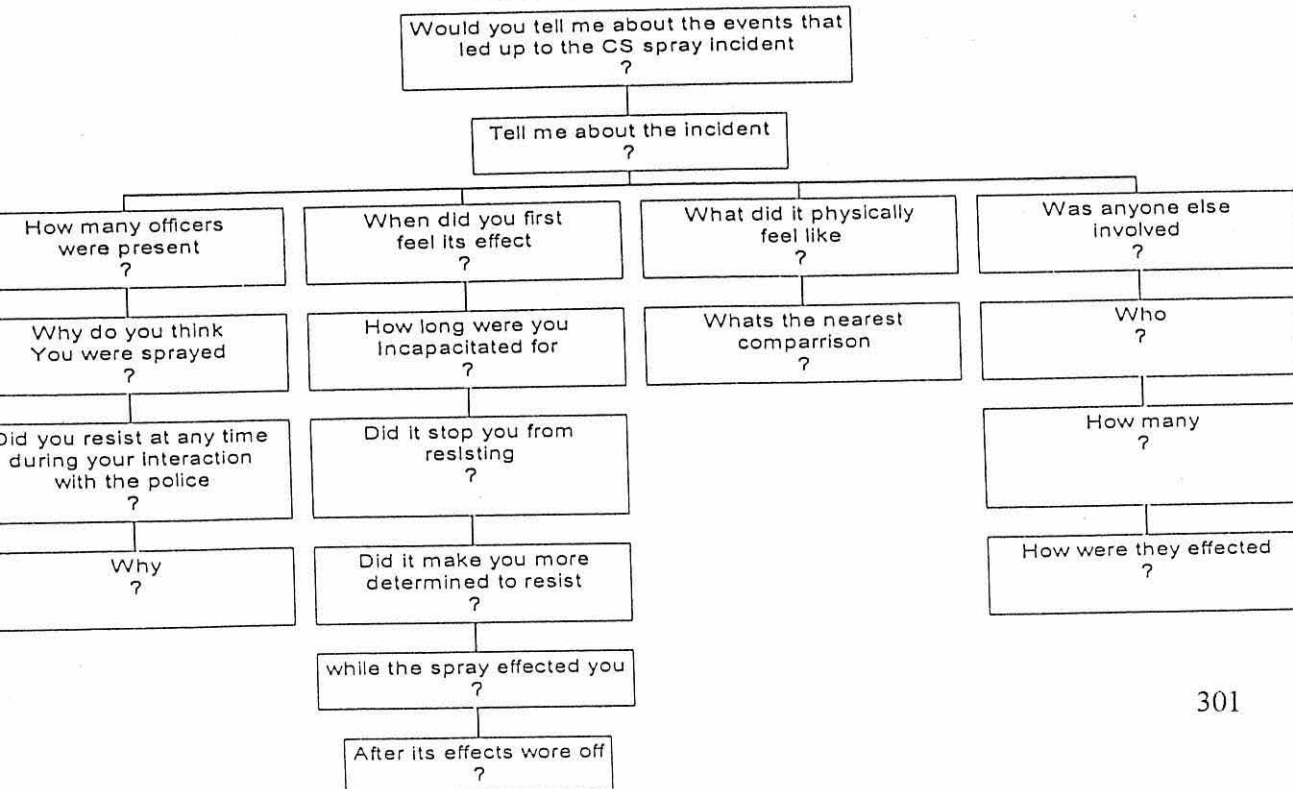 Would you tell me about the events that
led up to the CS spray incident
?
Tell me about the incident
?
How many officers
were present
?
Why do you think
You were sprayed
?
Did you resist at any time
during your interaction
with the police
?
Why
?
When did you first
feel its effect
?
How long were you
Incapacitated for
?
Did it stop you from
resisting
?
Did it make you more
determined to resist
?
while the spray effected you
?
After its effects wore off
?
What did it physically
feel like
?
Whats the nearest
comparrison
?
Was anyone else
involved
?
Who
?
How many
?
How were they effected
?
301